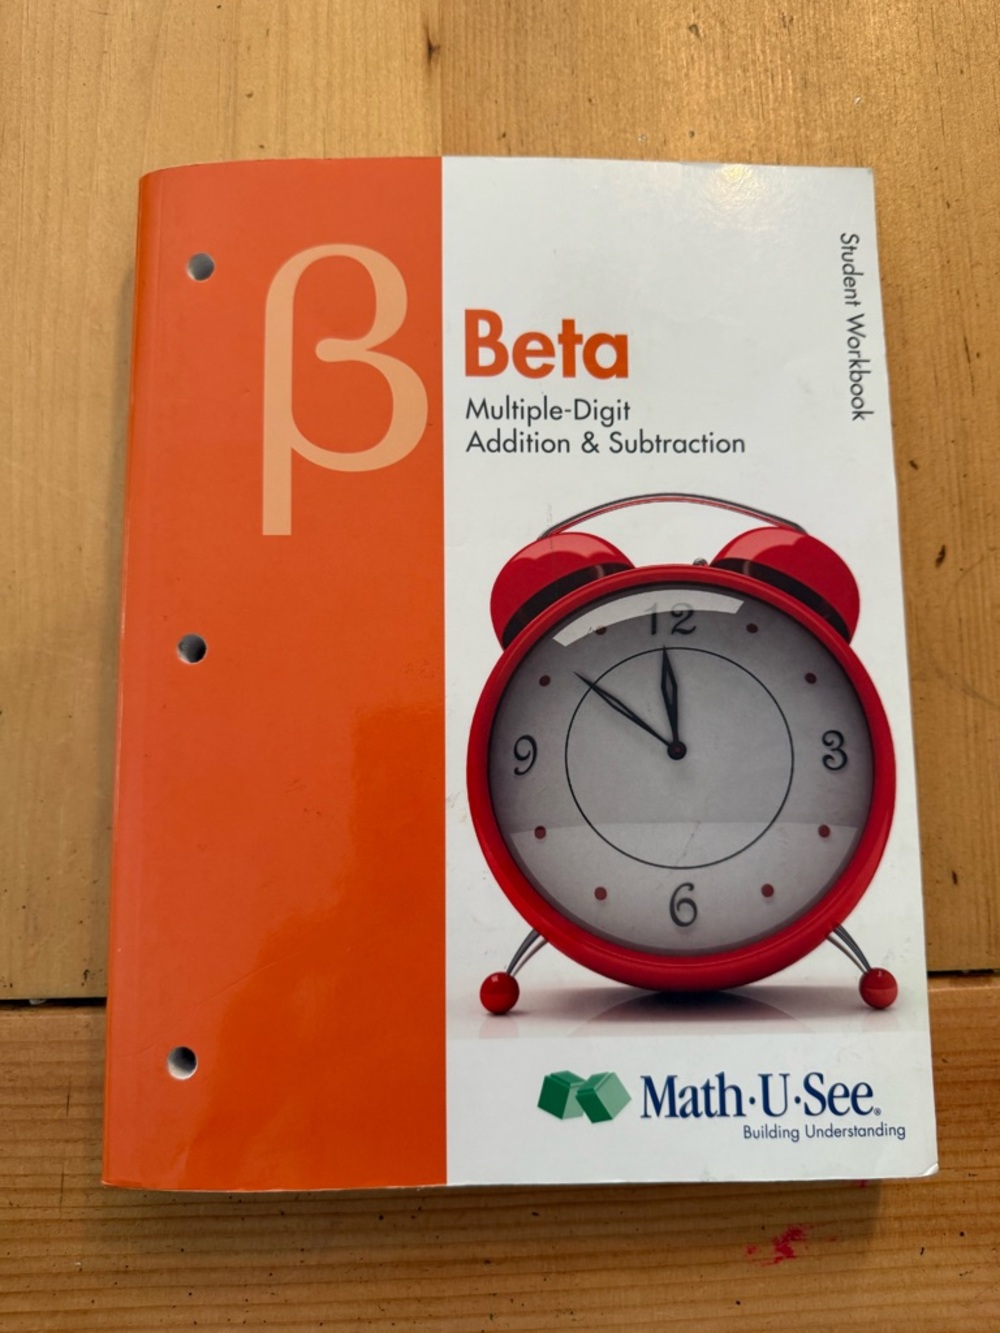 β
Beta
Multiple-Digit
Addition & Subtraction
Student Workbook
12
9
3
6
Math·U·See®
Building Understanding